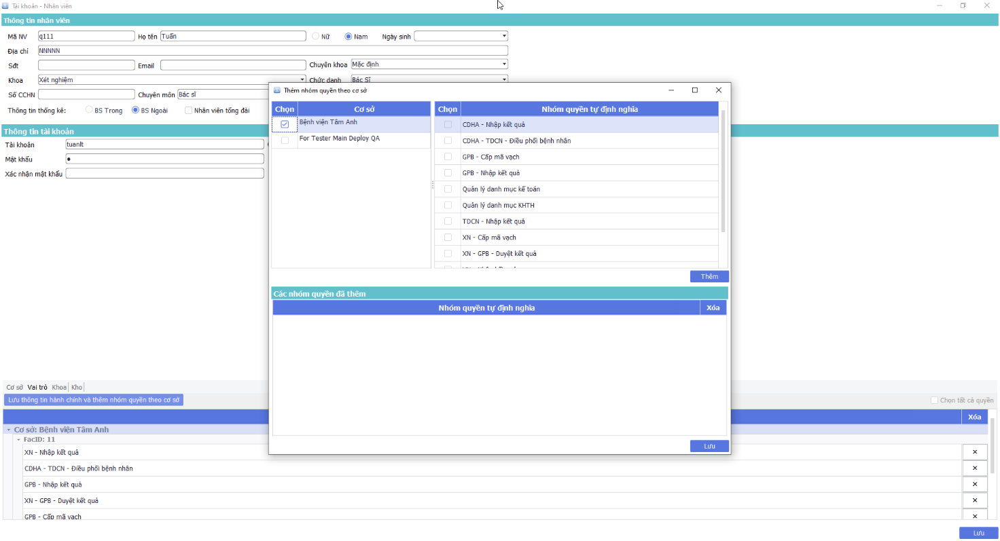 Tài khoản - Nhân viên
Thông tin nhân viên
Mã NV q111 Họ tên Tuấn Nữ Nam Ngày sinh
Địa chỉ NNNNN
Sđt Email Chuyên khoa Mặc định
Khoa Xét nghiệm Chức danh Bác Sĩ
Số CCHN Chuyên môn Bác sĩ
Thông tin thống kê: BS Trong BS Ngoài Nhân viên tổng đài
Thông tin tài khoản
Tài khoản tuanlt
Mật khẩu
Xác nhận mật khẩu
Thêm nhóm quyền theo cơ sở
Chọn Cơ sở
Bệnh viện Tâm Anh
For Tester Main Deploy QA
Chọn Nhóm quyền tự định nghĩa
CDHA - Nhập kết quả
CDHA - TDCN - Điều phối bệnh nhân
GPB - Cấp mã vạch
GPB - Nhập kết quả
Quản lý danh mục kế toán
Quản lý danh mục KHTH
TDCN - Nhập kết quả
XN - Cấp mã vạch
XN - GPB - Duyệt kết quả
Thêm
Các nhóm quyền đã thêm
Nhóm quyền tự định nghĩa Xóa
Lưu
Cơ sở Vai trò Khoa Kho
Lưu thông tin hành chính và thêm nhóm quyền theo cơ sở Chọn tất cả quyền
Xóa
Cơ sở: Bệnh viện Tâm Anh
FacID: 11
XN - Nhập kết quả
CDHA - TDCN - Điều phối bệnh nhân
GPB - Nhập kết quả
XN - GPB - Duyệt kết quả
GPB - Cấp mã vạch
Lưu